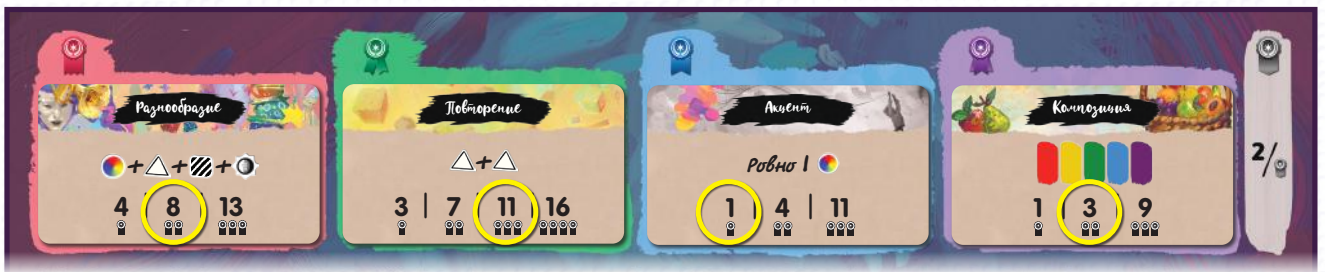 Разнообразие
Повторение
Акцент
Композиция
+ + +
+
Ровно 1
2/
4 | 8 | 13
3 | 7 | 11 | 16
1 | 4 | 11
1 | 3 | 9